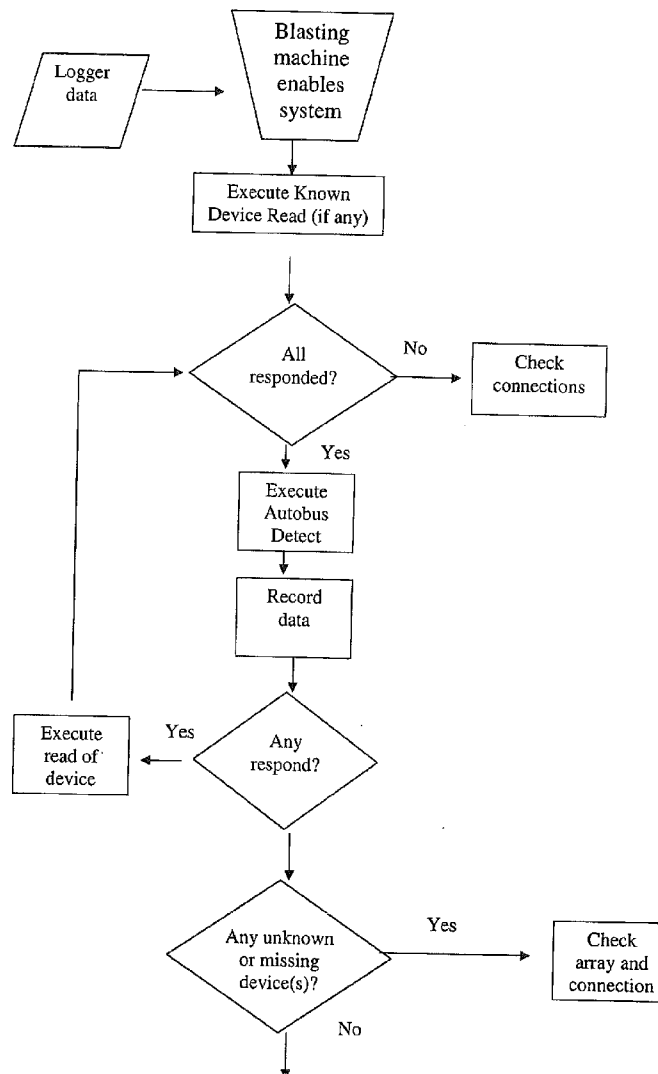 Logger
data
Blasting
machine
enables
system
Execute Known
Device Read (if any)
All
responded?
No
Check
connections
Yes
Execute
Autobus
Detect
Record
data
Any
respond?
Yes
Execute
read of
device
Any unknown
or missing
device(s)?
Yes
Check
array and
connection
No